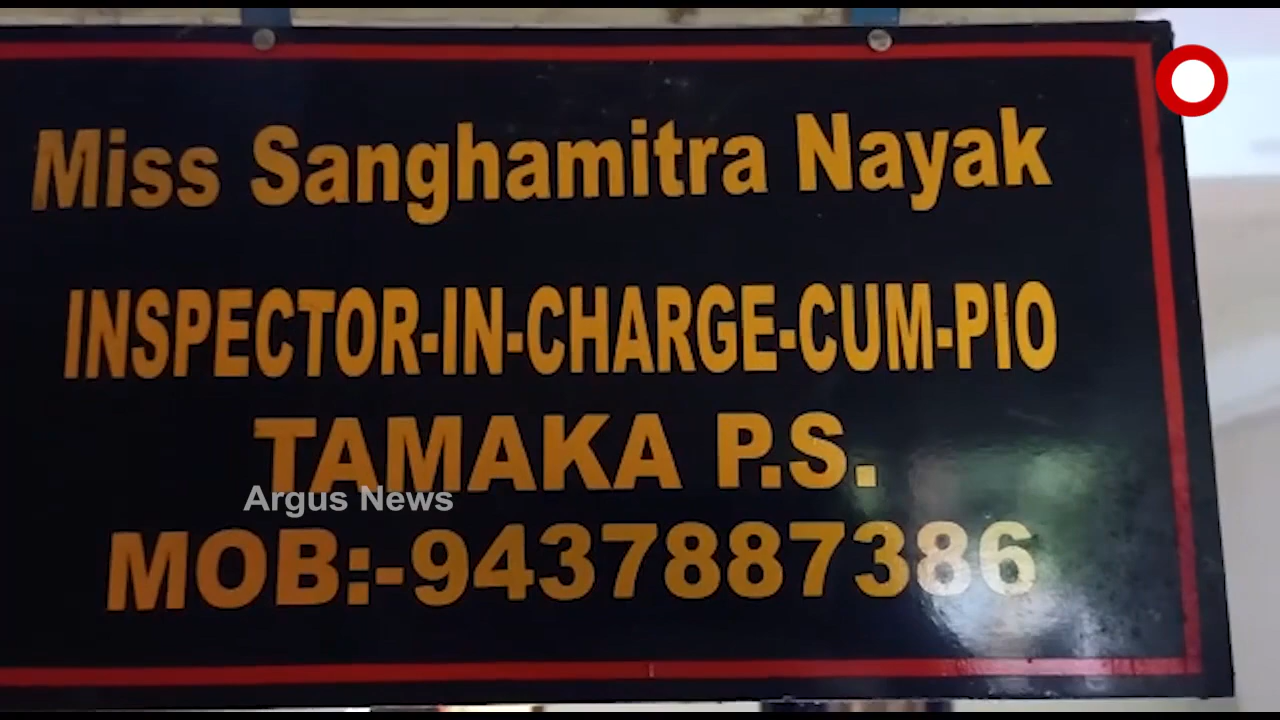 Miss Sanghamitra Nayak
INSPECTOR-IN-CHARGE-CUM-PIO
TAMAKA P.S.
Argus News
MOB:-9437887386